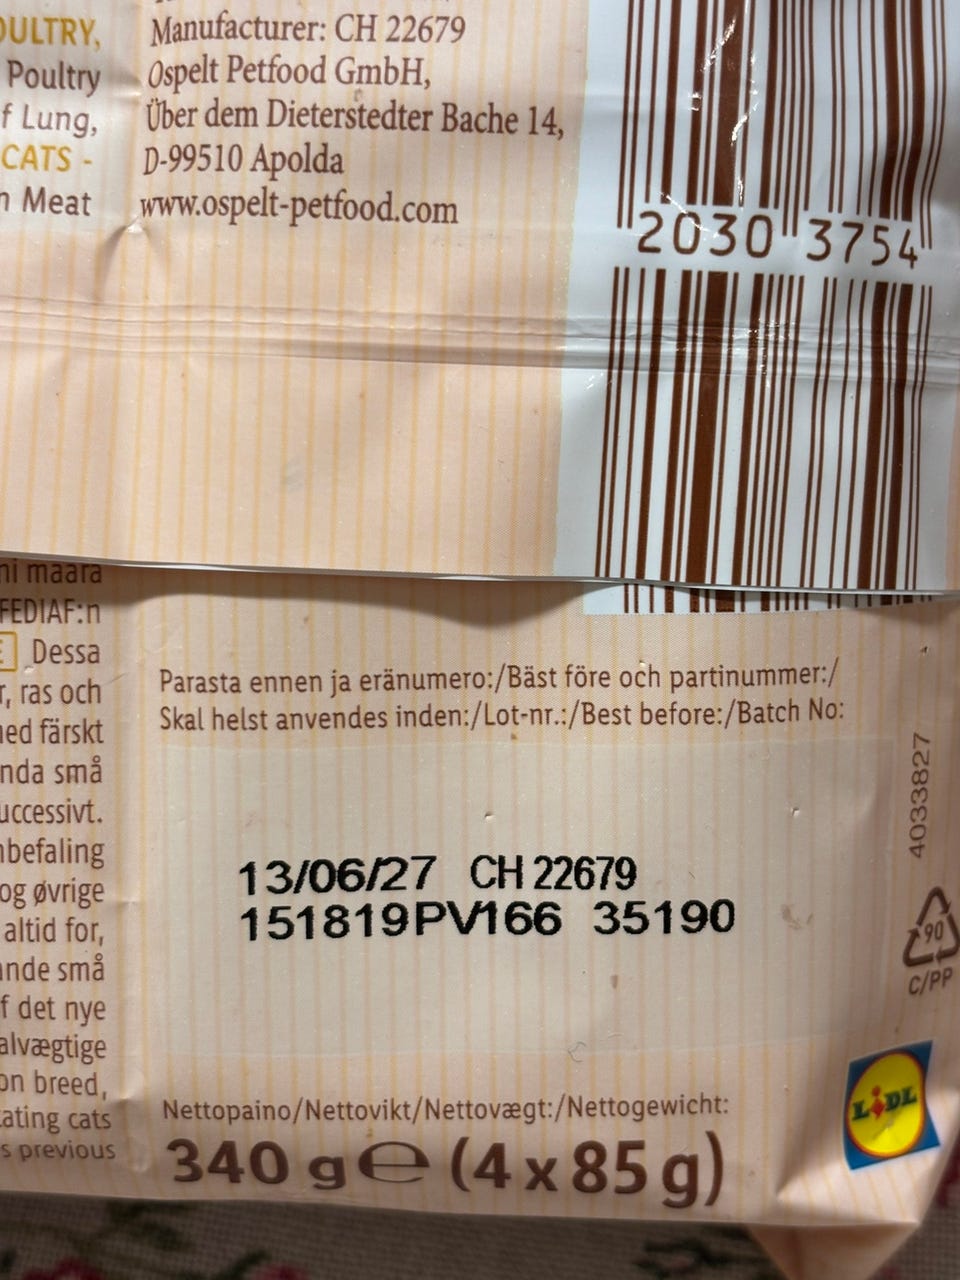 OULTRY,
Poultry
f Lung,
CATS -
n Meat
Manufacturer: CH 22679
Ospelt Petfood GmbH,
Über dem Dieterstedter Bache 14,
D-99510 Apolda
www.ospelt-petfood.com
2030 3754
ni määrä
FEDIAF:n
E Dessa
r, ras och
ned färskt
nda små
uccessivt.
nbefaling
og øvrige
altid for,
ande små
f det nye
alvægtige
on breed,
ating cats
s previous
Parasta ennen ja eränumero:/Bäst före och partinummer:/
Skal helst anvendes inden:/Lot-nr.:/Best before:/Batch No:
13/06/27 CH 22679
151819PV166 35190
4033827
90
C/PP
LIDL
Nettopaino/Nettovikt/Nettovægt:/Nettogewicht:
340 g ℮ (4 x 85 g)